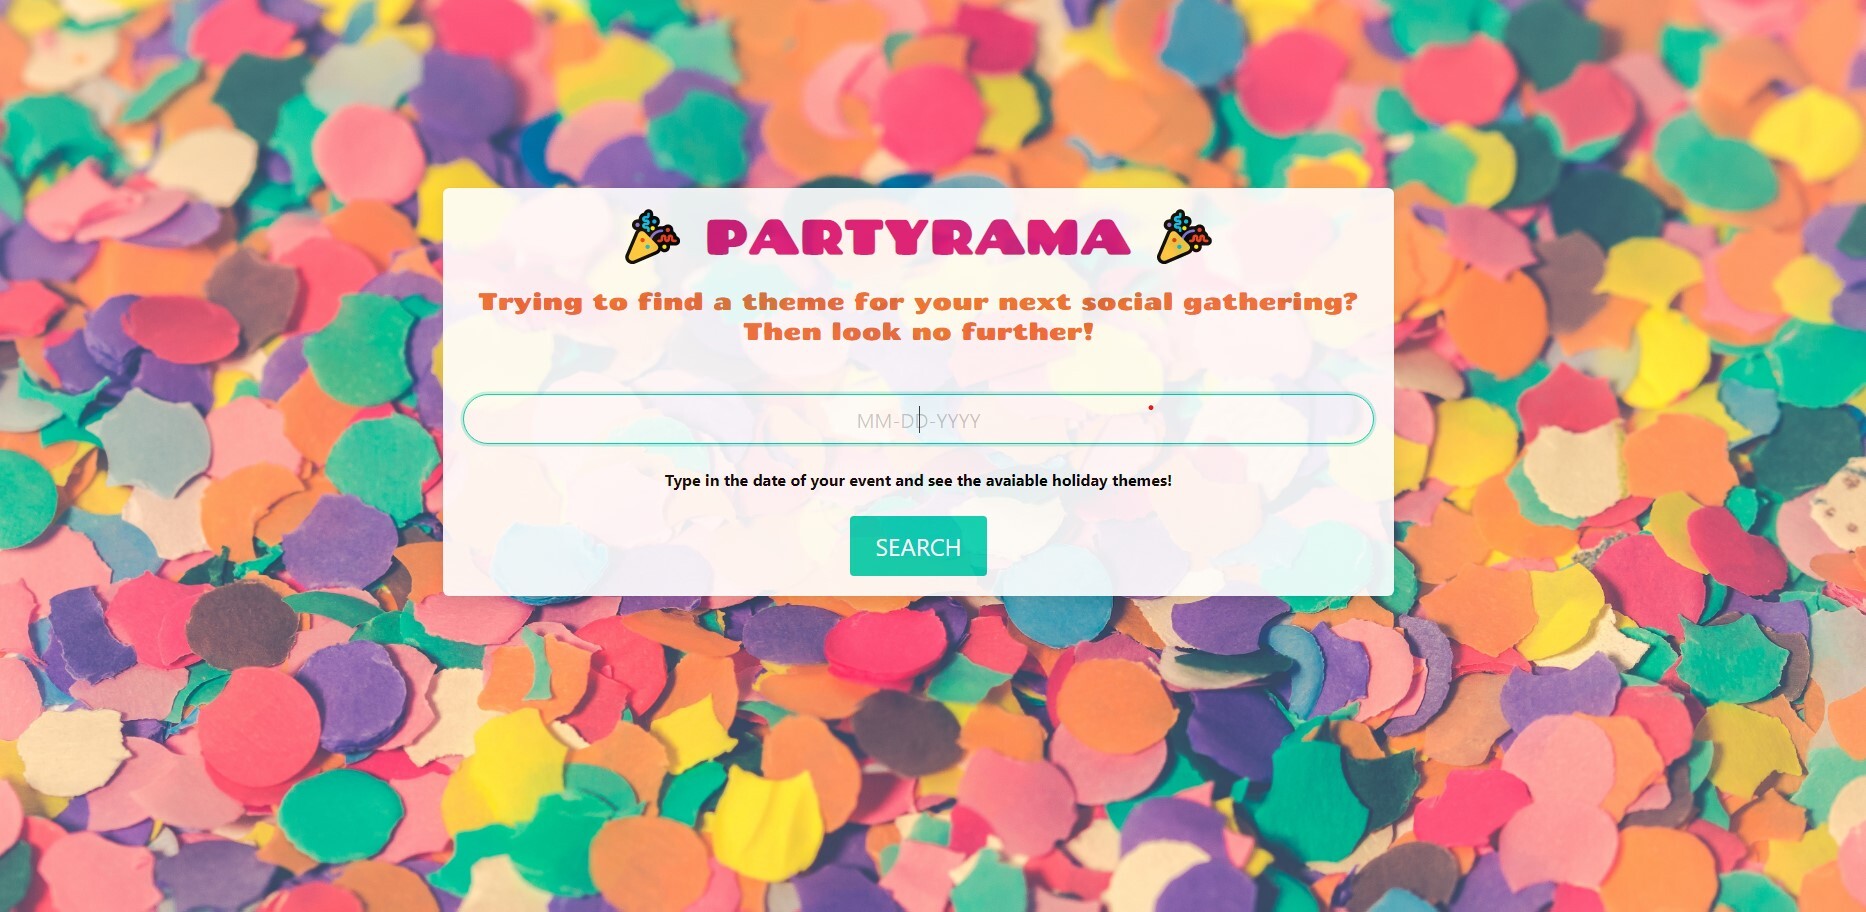 PARTYRAMA
Trying to find a theme for your next social gathering?
Then look no further!
MM-DD-YYYY
Type in the date of your event and see the avaiable holiday themes!
SEARCH